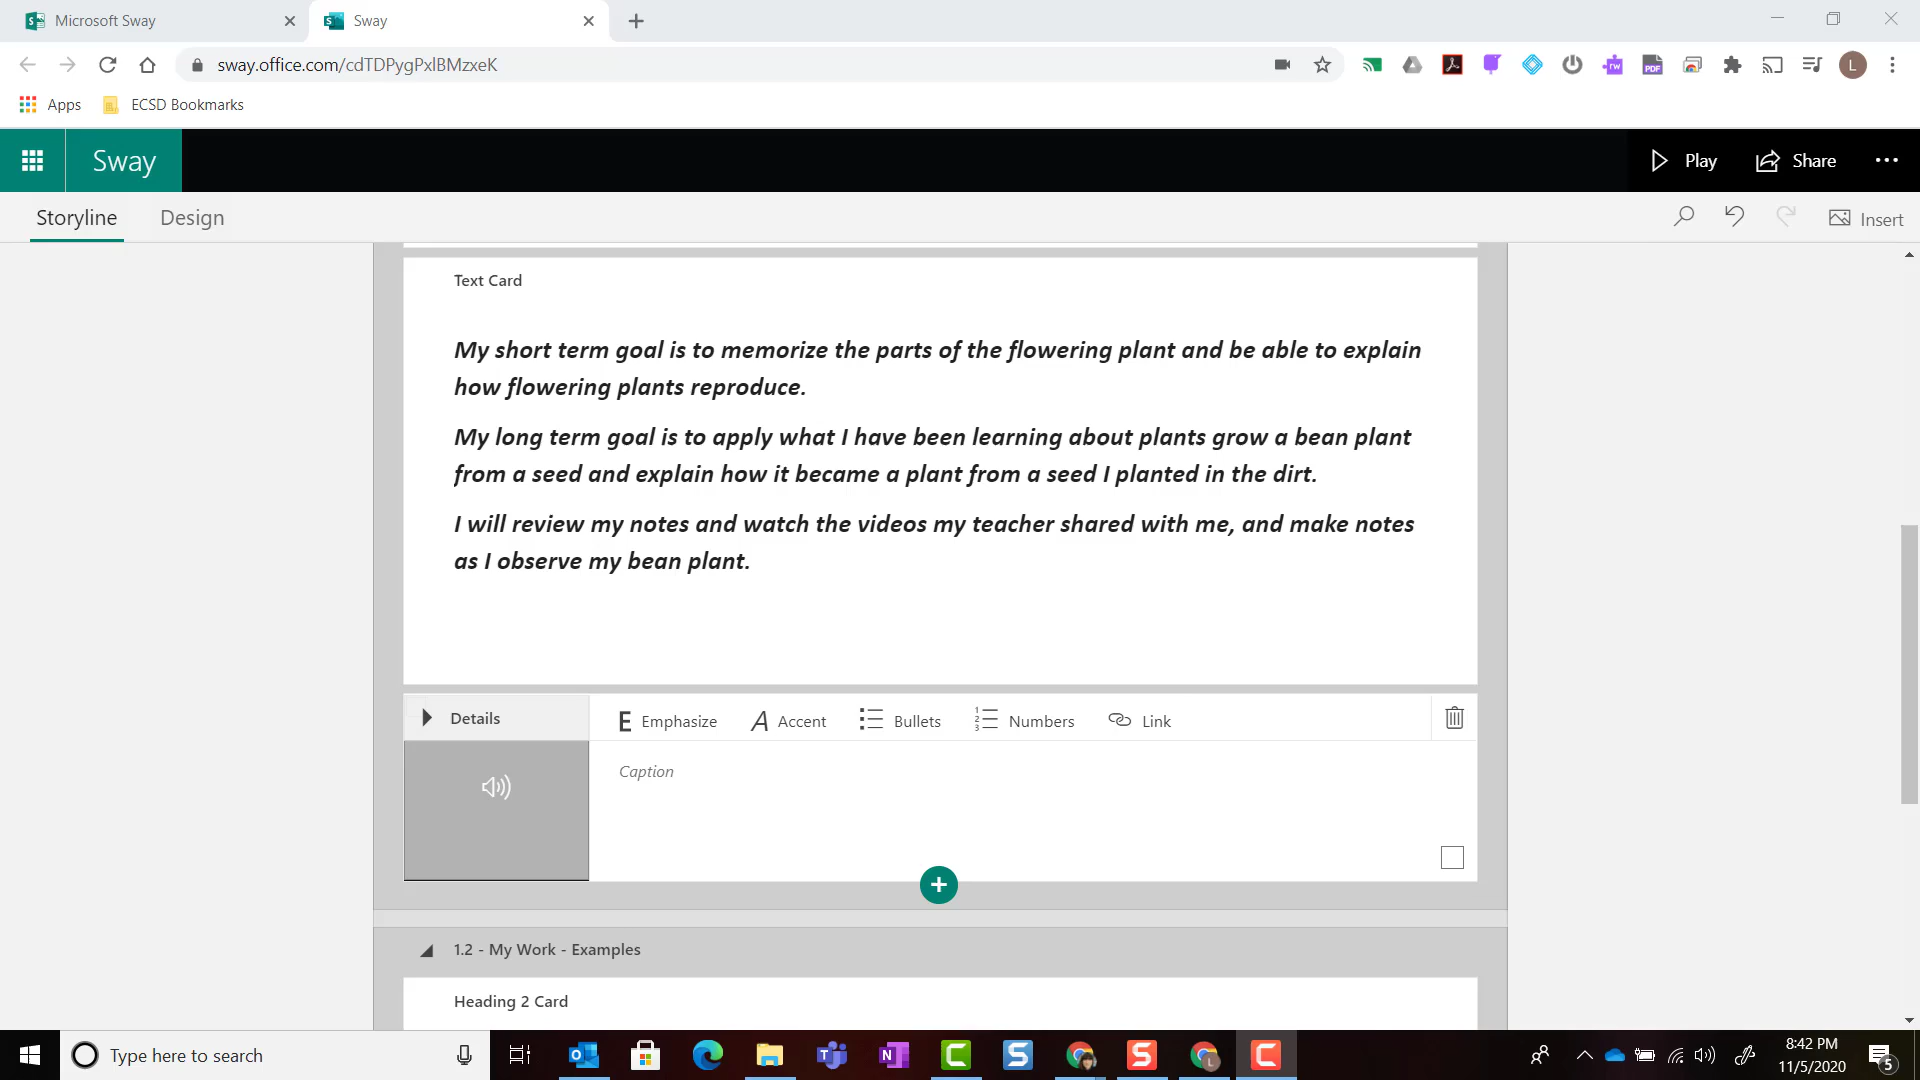 Microsoft Sway
Sway
sway.office.com/cdTDPygPxlBMzxeK
Apps
ECSD Bookmarks
Sway
Play
Share
Storyline
Design
Insert
Text Card
My short term goal is to memorize the parts of the flowering plant and be able to explain
how flowering plants reproduce.
My long term goal is to apply what I have been learning about plants grow a bean plant
from a seed and explain how it became a plant from a seed I planted in the dirt.
I will review my notes and watch the videos my teacher shared with me, and make notes
as I observe my bean plant.
Details
E Emphasize
A Accent
Bullets
Numbers
Link
Caption
1.2 - My Work - Examples
Heading 2 Card
Type here to search
8:42 PM
11/5/2020
5